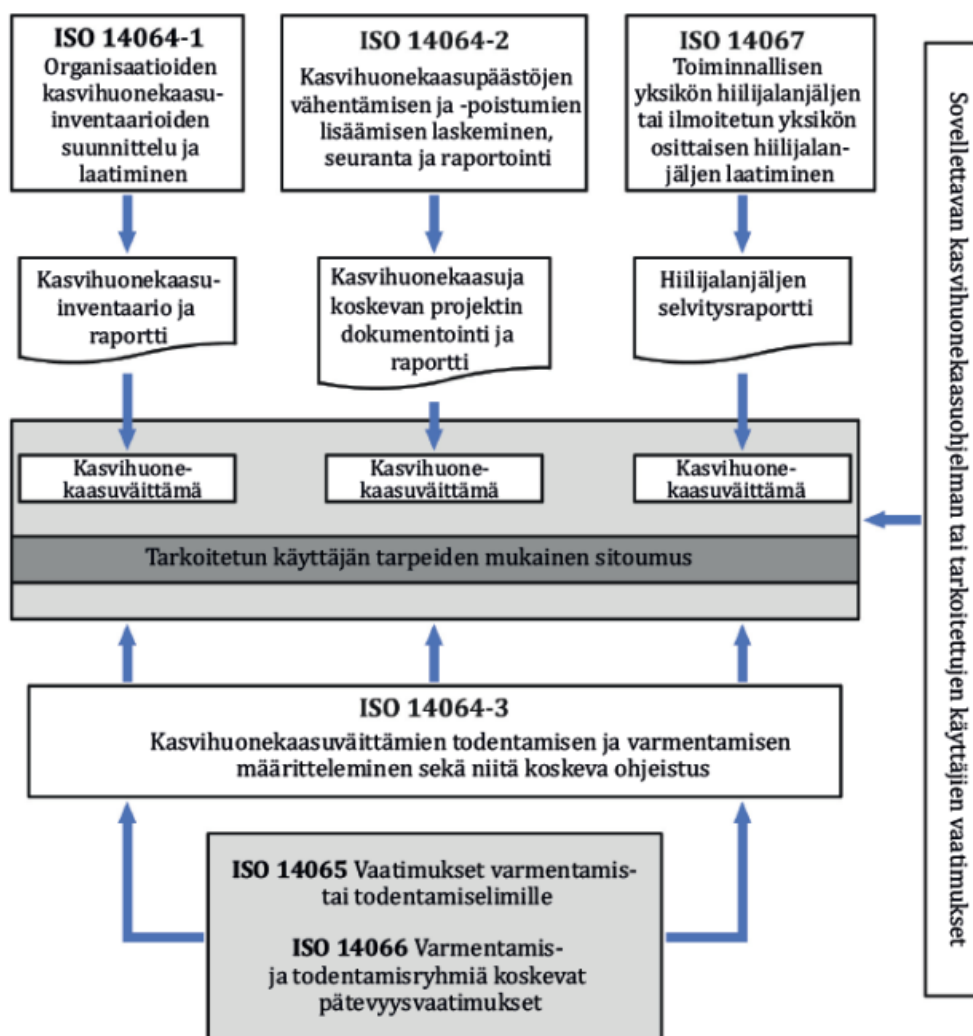 ISO 14064-1
Organisaatioiden
kasvihuonekaasu-
inventaarioiden
suunnittelu ja
laatiminen
ISO 14064-2
Kasvihuonekaasupäästöjen
vähentämisen ja -poistumien
lisäämisen laskeminen,
seuranta ja raportointi
ISO 14067
Toiminnallisen
yksikön hiilijalanjäljen
tai ilmoitetun yksikön
osittaisen hiilijalan-
jäljen laatiminen
Kasvihuonekaasu-
inventaario ja
raportti
Kasvihuonekaasuja
koskevan projektin
dokumentointi ja
raportti
Hiilijalanjäljen
selvitysraportti
Kasvihuone-
kaasuväittämä
Kasvihuone-
kaasuväittämä
Kasvihuone-
kaasuväittämä
Tarkoitetun käyttäjän tarpeiden mukainen sitoumus
ISO 14064-3
Kasvihuonekaasuväittämien todentamisen ja varmentamisen
määritteleminen sekä niitä koskeva ohjeistus
ISO 14065 Vaatimukset varmentamis-
tai todentamiselimille
ISO 14066 Varmentamis-
ja todentamisryhmiä koskevat
pätevyysvaatimukset
Sovellettavan kasvihuonekaasuohjelman tai tarkoitettujen käyttäjien vaatimukset